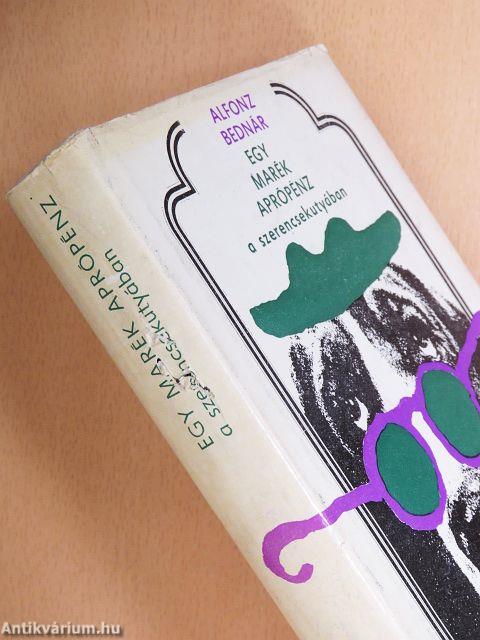 ALFONZ
BEDNÁR
EGY
MARÉK
APRÓPÉNZ
a szerencsekutyában
EGY MARÉK APRÓPÉNZ
a szerencsekutyában
Antikvárium.hu